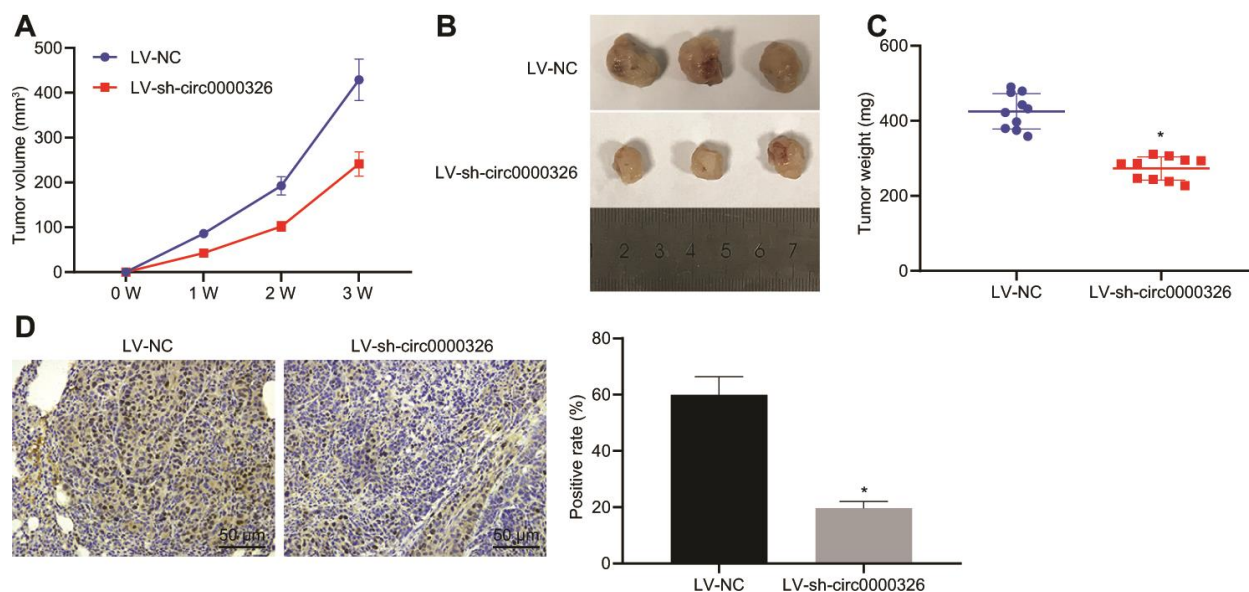 A
Tumor volume (mm³)
500
400
300
200
100
0
LV-NC
LV-sh-circ0000326
0 W
1 W
2 W
3 W
B
LV-NC
LV-sh-circ0000326
1 2 3 4 5 6 7
C
Tumor weight (mg)
600
400
200
0
*
LV-NC
LV-sh-circ0000326
D
LV-NC
LV-sh-circ0000326
50 μm
50 μm
Positive rate (%)
80
60
40
20
0
*
LV-NC
LV-sh-circ0000326